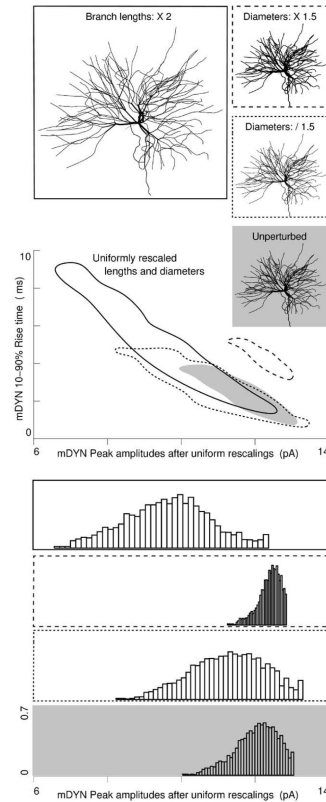 Branch lengths: X 2
Diameters: X 1.5
Diameters: / 1.5
Unperturbed
Uniformly rescaled
lengths and diameters
mDYN 10–90% Rise time ( ms)
10
0
6
14
mDYN Peak amplitudes after uniform rescalings (pA)
0.7
0
6
14
mDYN Peak amplitudes after uniform rescalings (pA)